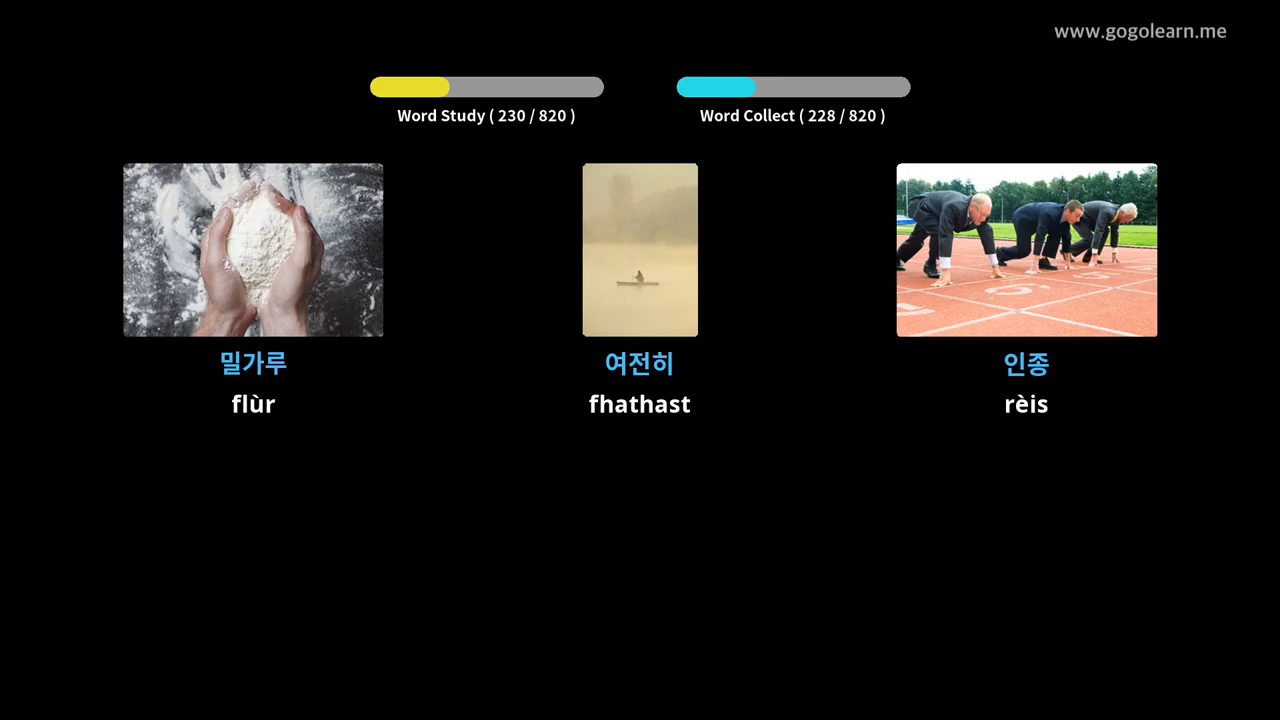 www.gogolearn.me
Word Study ( 230 / 820 )
Word Collect ( 228 / 820 )
밀가루
여전히
인종
flùr
fhathast
rèis